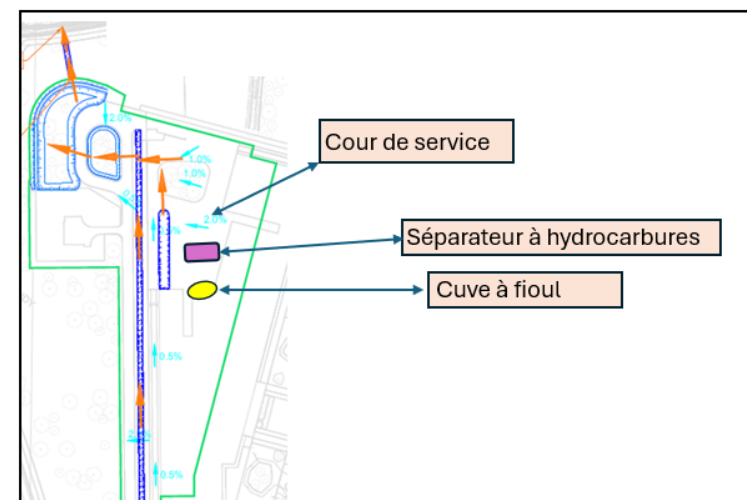 2.0%
Cour de service
1.0%
1.0%
2.0%
Séparateur à hydrocarbures
Cuve à fioul
0.5%
0.5%